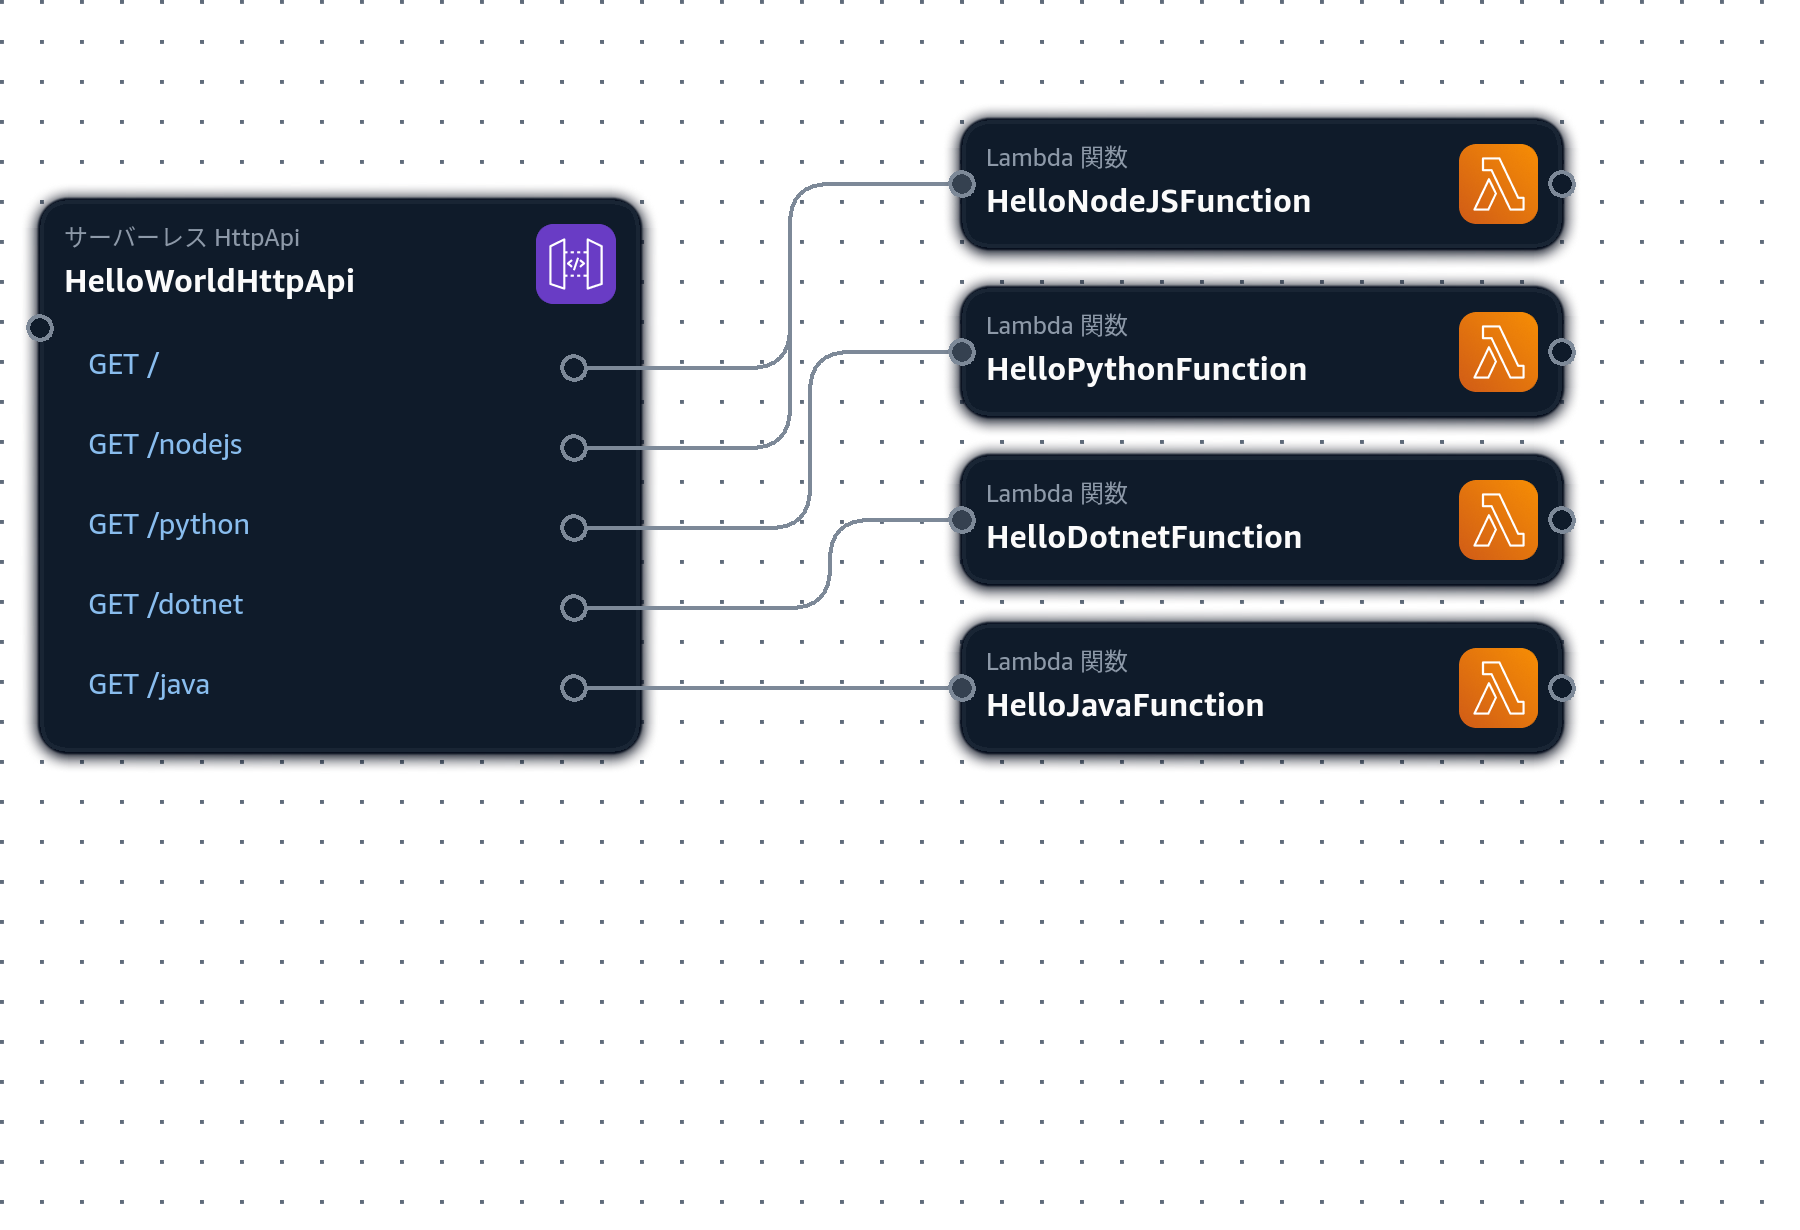 サーバーレス HttpApi
HelloWorldHttpApi
GET /
GET /nodejs
GET /python
GET /dotnet
GET /java
Lambda 関数
HelloNodeJSFunction
Lambda 関数
HelloPythonFunction
Lambda 関数
HelloDotnetFunction
Lambda 関数
HelloJavaFunction